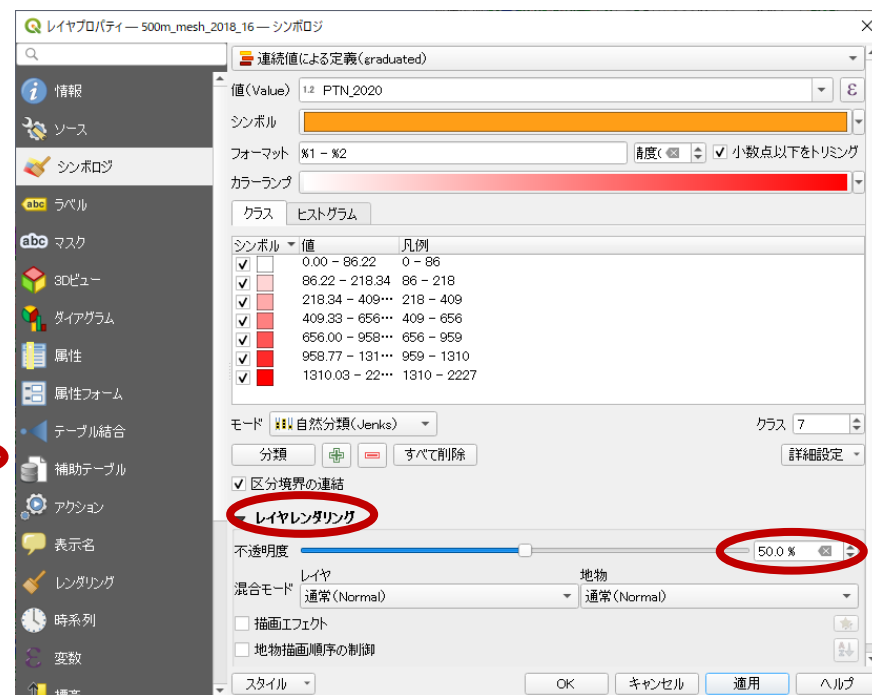 レイヤプロパティ — 500m_mesh_2018_16 — シンボロジ
情報
ソース
シンボロジ
abc ラベル
abc マスク
3Dビュー
ダイアグラム
属性
属性フォーム
テーブル結合
補助テーブル
アクション
表示名
レンダリング
時系列
変数
標高
連続値による定義(graduated)
値(Value) 1.2 PTN_2020 ε
シンボル
フォーマット %1 - %2 度( 小数点以下をトリミング
カラーランプ
クラス ヒストグラム
シンボル 値 凡例
0.00 - 86.22 0 - 86
86.22 - 218.34 86 - 218
218.34 - 409… 218 - 409
409.33 - 656… 409 - 656
656.00 - 958… 656 - 959
958.77 - 131… 959 - 1310
1310.03 - 22… 1310 - 2227
モード 自然分類(Jenks) クラス 7
分類 すべて削除 詳細設定
区分境界の連結
レイヤレンダリング
不透明度 50.0 %
レイヤ 地物
混合モード 通常(Normal) 通常(Normal)
描画エフェクト
地物描画順序の制御
スタイル OK キャンセル 適用 ヘルプ